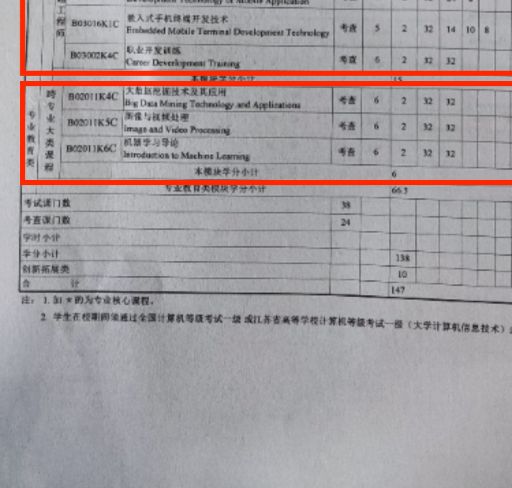 工程师
B03016K1C 嵌入式手机终端开发技术 考查 5 2 32 14 10 8
Embedded Mobile Terminal Development Technology
B03002K4C 职业开发训练 考查 6 2 32 32
Career Deverlopment Training
本模块学分小计 15
专业教育类
跨专业大类课程
B02011K4C 大数据挖掘技术及其应用 考查 6 2 32 32
Big Data Mining Technology and Applications
B02011K5C 图像与视频处理 考查 6 2 32 32
Image and Video Processing
B02011K6C 机器学习导论 考查 6 2 32 32
Introduction to Machine Learning
本模块学分小计 6
专业教育类模块学分小计 66.5
考试课门数 38
考查课门数 24
学时小计
学分小计 138
创新拓展类 10
合 计 147
注: 1. 加 * 的为专业核心课程。
2. 学生在校期间须通过全国计算机等级考试一级 或江苏省高等学校计算机等级考试一级（大学计算机信息技术）